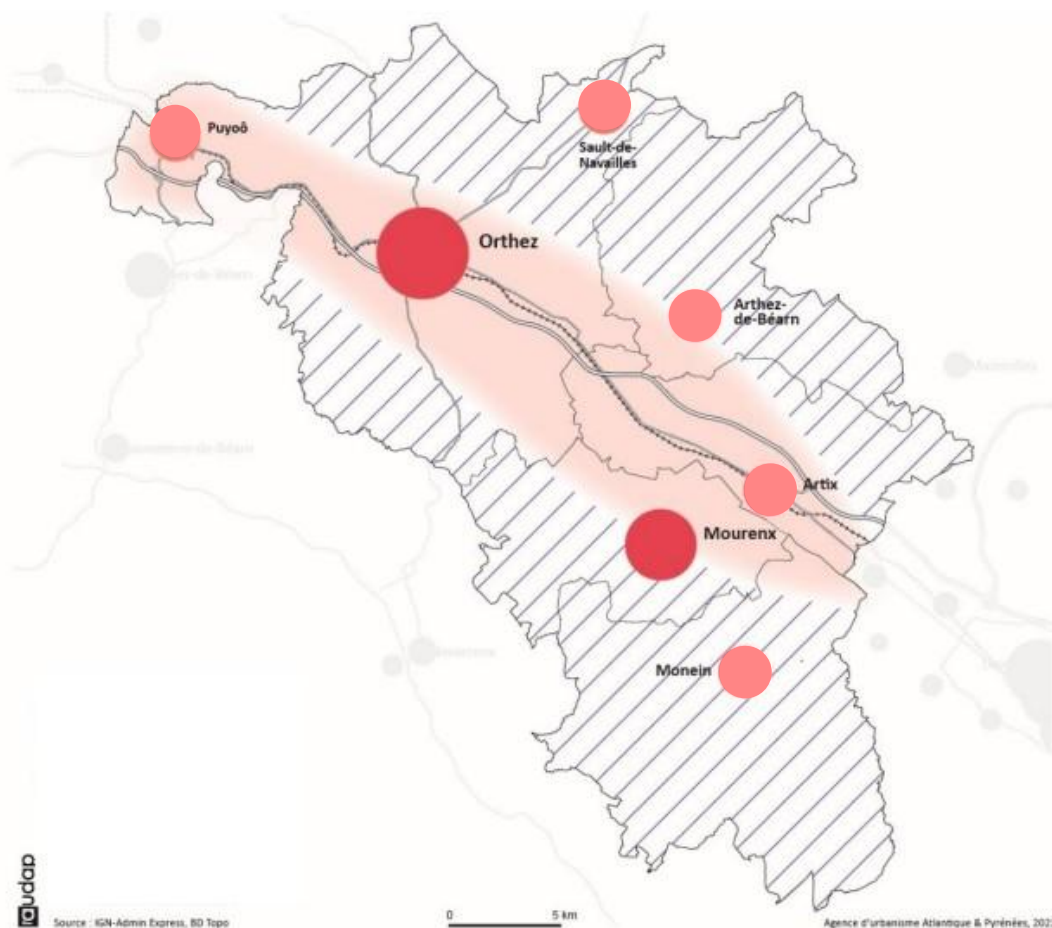 Puyoô
Sault-de-
Navailles
Orthez
Arthez-
de-Béarn
Artix
Mourenx
Monein
audap
Source : IGN-Admin Express, BD Topo
0 5 km
Agence d'urbanisme Atlantique & Pyrénées,